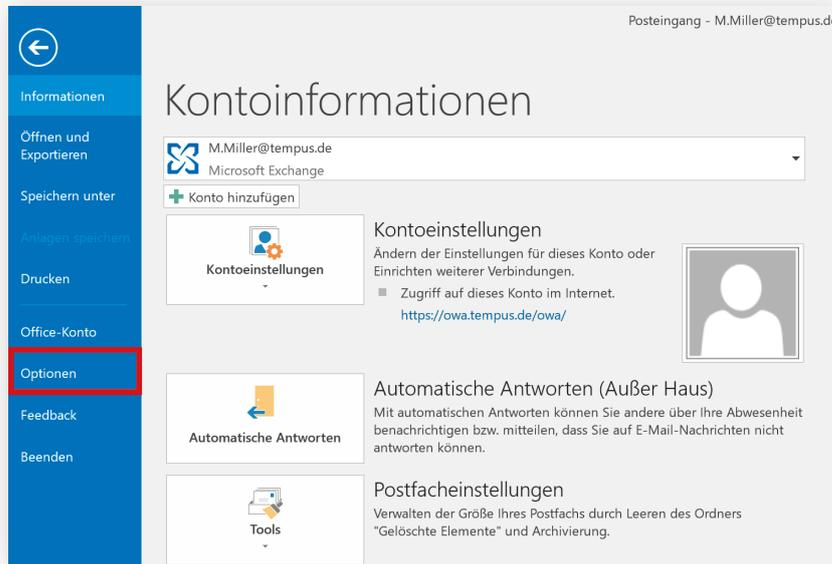 Posteingang - M.Miller@tempus.d
Informationen
Öffnen und
Exportieren
Speichern unter
Anlagen speichern
Drucken
Office-Konto
Optionen
Feedback
Beenden
Kontoinformationen
M.Miller@tempus.de
Microsoft Exchange
Konto hinzufügen
Kontoeinstellungen
Kontoeinstellungen
Ändern der Einstellungen für dieses Konto oder
Einrichten weiterer Verbindungen.
Zugriff auf dieses Konto im Internet.
https://owa.tempus.de/owa/
Automatische Antworten
Automatische Antworten (Außer Haus)
Mit automatischen Antworten können Sie andere über Ihre Abwesenheit
benachrichtigen bzw. mitteilen, dass Sie auf E-Mail-Nachrichten nicht
antworten können.
Tools
Postfacheinstellungen
Verwalten der Größe Ihres Postfachs durch Leeren des Ordners
"Gelöschte Elemente" und Archivierung.